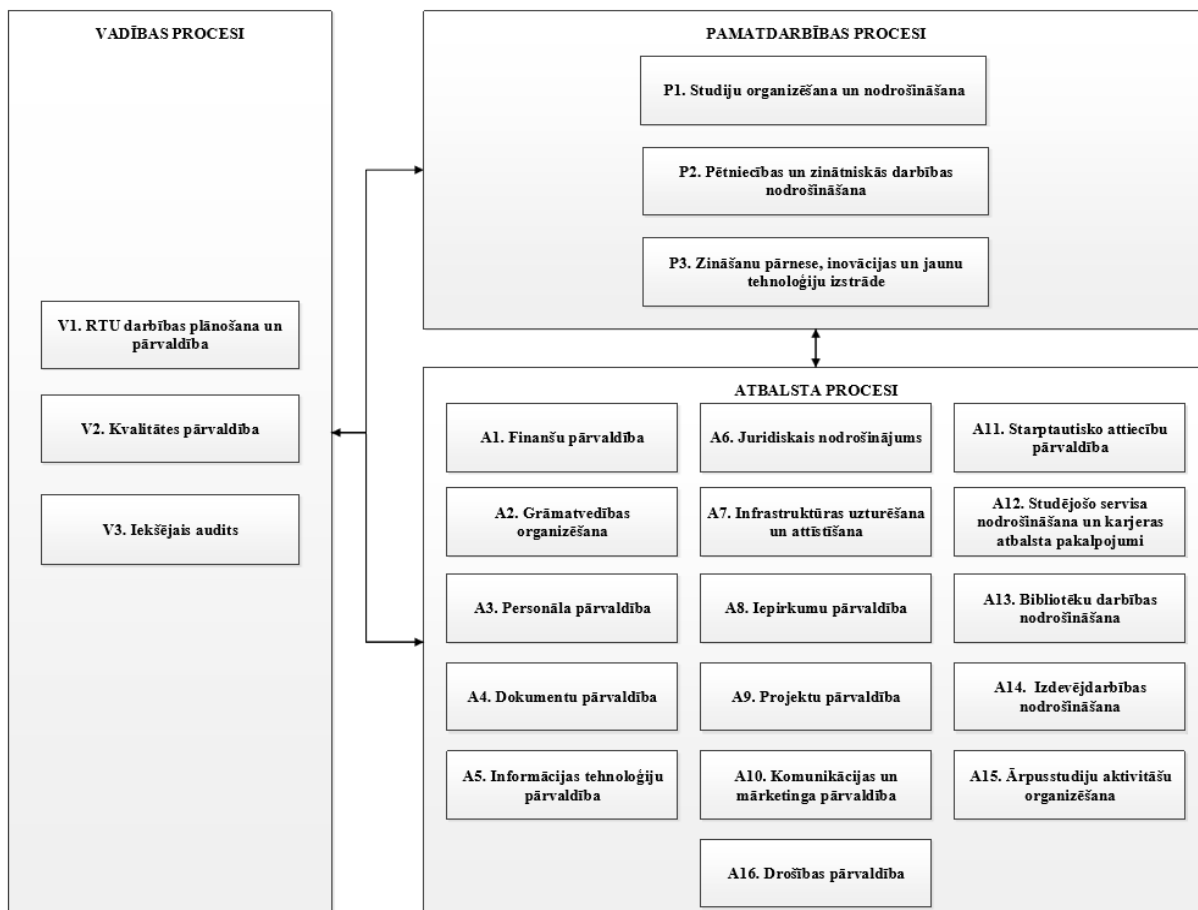 VADĪBAS PROCESI
V1. RTU darbības plānošana un
pārvaldība
V2. Kvalitātes pārvaldība
V3. Iekšējais audits
PAMATDARBĪBAS PROCESI
P1. Studiju organizēšana un nodrošināšana
P2. Pētniecības un zinātniskās darbības
nodrošināšana
P3. Zināšanu pārnese, inovācijas un jaunu
tehnoloģiju izstrāde
ATBALSTA PROCESI
A1. Finanšu pārvaldība
A2. Grāmatvedības
organizēšana
A3. Personāla pārvaldība
A4. Dokumentu pārvaldība
A5. Informācijas tehnoloģiju
pārvaldība
A6. Juridiskais nodrošinājums
A7. Infrastruktūras uzturēšana
un attīstīšana
A8. Iepirkumu pārvaldība
A9. Projektu pārvaldība
A10. Komunikācijas un
mārketinga pārvaldība
A16. Drošības pārvaldība
A11. Starptautisko attiecību
pārvaldība
A12. Studējošo servisa
nodrošināšana un karjeras
atbalsta pakalpojumi
A13. Bibliotēku darbības
nodrošināšana
A14. Izdevējdarbības
nodrošināšana
A15. Ārpusstudiju aktivitāšu
organizēšana